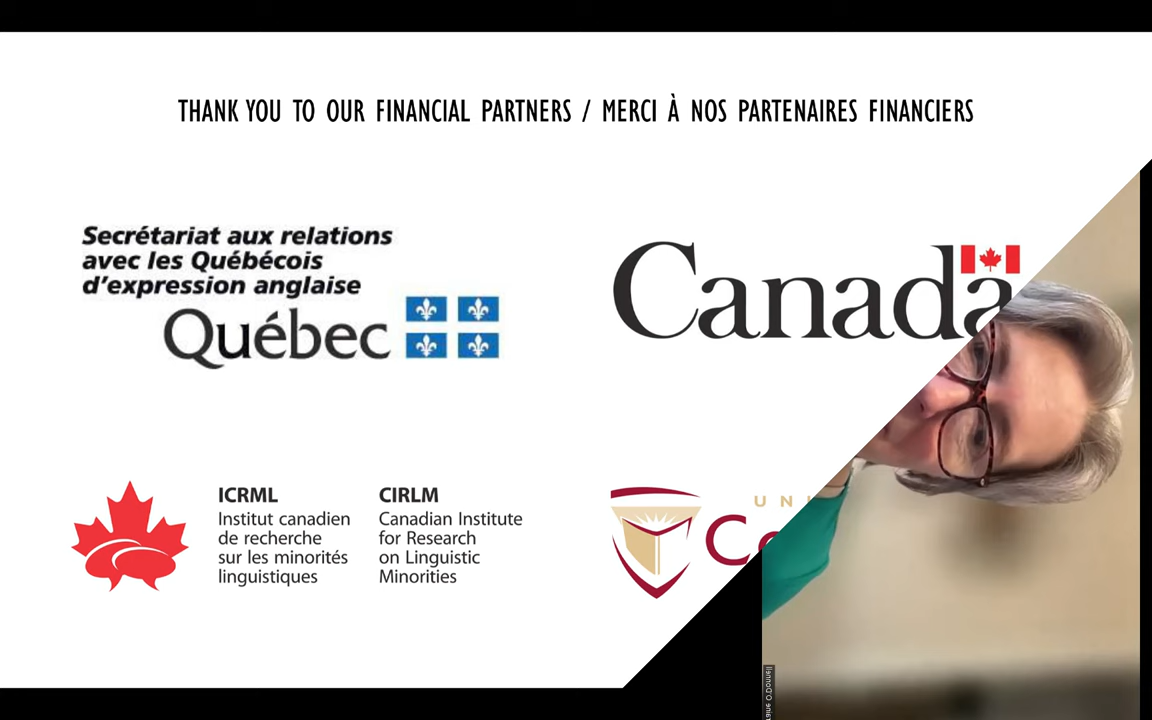 THANK YOU TO OUR FINANCIAL PARTNERS / MERCI À NOS PARTENAIRES FINANCIERS
Secrétariat aux relations
avec les Québécois
d’expression anglaise
Québec
Canada
ICRML
Institut canadien
de recherche
sur les minorités
linguistiques
CIRLM
Canadian Institute
for Research
on Linguistic
Minorities
O'Donnell